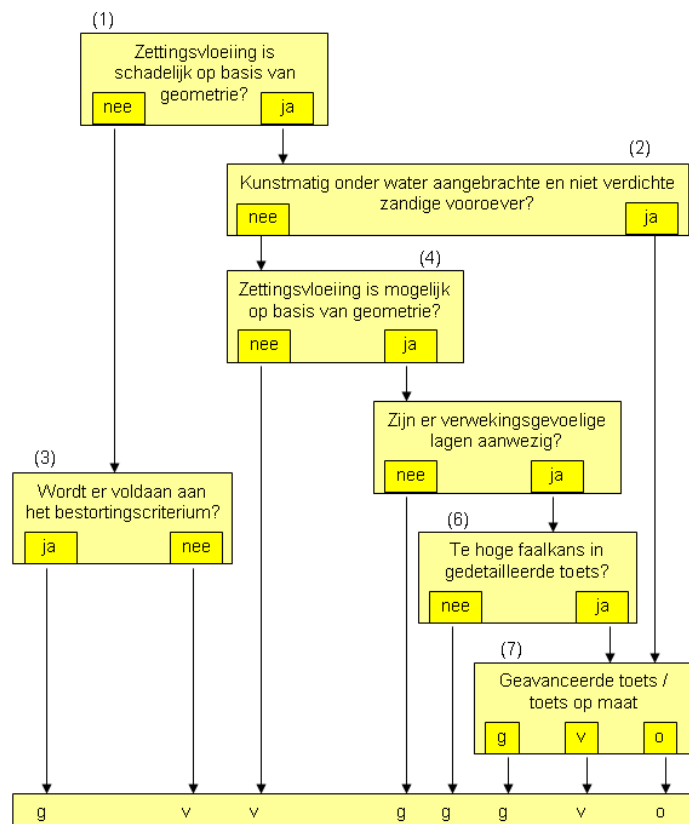 (1)
Zettingsvloeiing is
schadelijk op basis van
geometrie?
nee
ja
(2)
Kunstmatig onder water aangebrachte en niet verdichte
zandige vooroever?
nee
ja
(4)
Zettingsvloeiing is mogelijk
op basis van geometrie?
nee
ja
Zijn er verwekingsgevoelige
lagen aanwezig?
nee
ja
(3)
Wordt er voldaan aan
het bestortingscriterium?
ja
nee
(6)
Te hoge faalkans in
gedetailleerde toets?
nee
ja
(7)
Geavanceerde toets /
toets op maat
g
v
o
g v v g g g v o